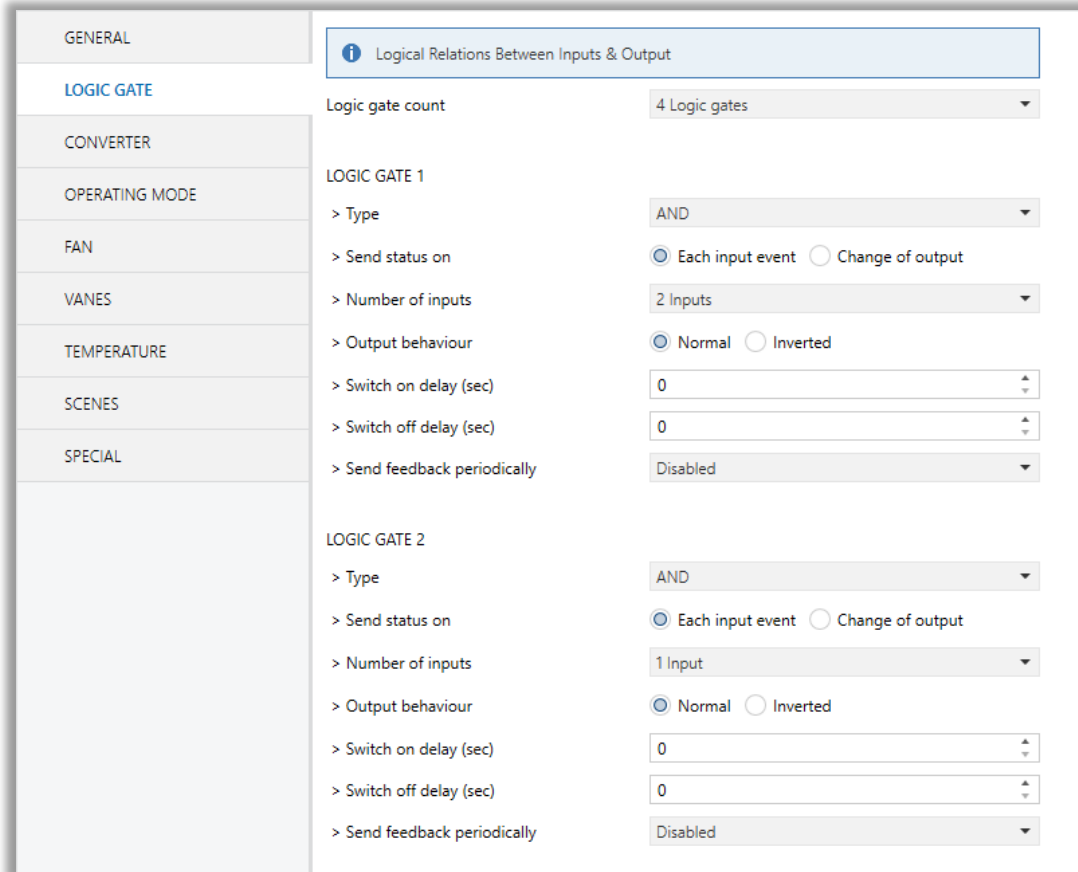 GENERAL
LOGIC GATE
CONVERTER
OPERATING MODE
FAN
VANES
TEMPERATURE
SCENES
SPECIAL
Logical Relations Between Inputs & Output
Logic gate count 4 Logic gates
LOGIC GATE 1
> Type AND
> Send status on Each input event Change of output
> Number of inputs 2 Inputs
> Output behaviour Normal Inverted
> Switch on delay (sec) 0
> Switch off delay (sec) 0
> Send feedback periodically Disabled
LOGIC GATE 2
> Type AND
> Send status on Each input event Change of output
> Number of inputs 1 Input
> Output behaviour Normal Inverted
> Switch on delay (sec) 0
> Switch off delay (sec) 0
> Send feedback periodically Disabled